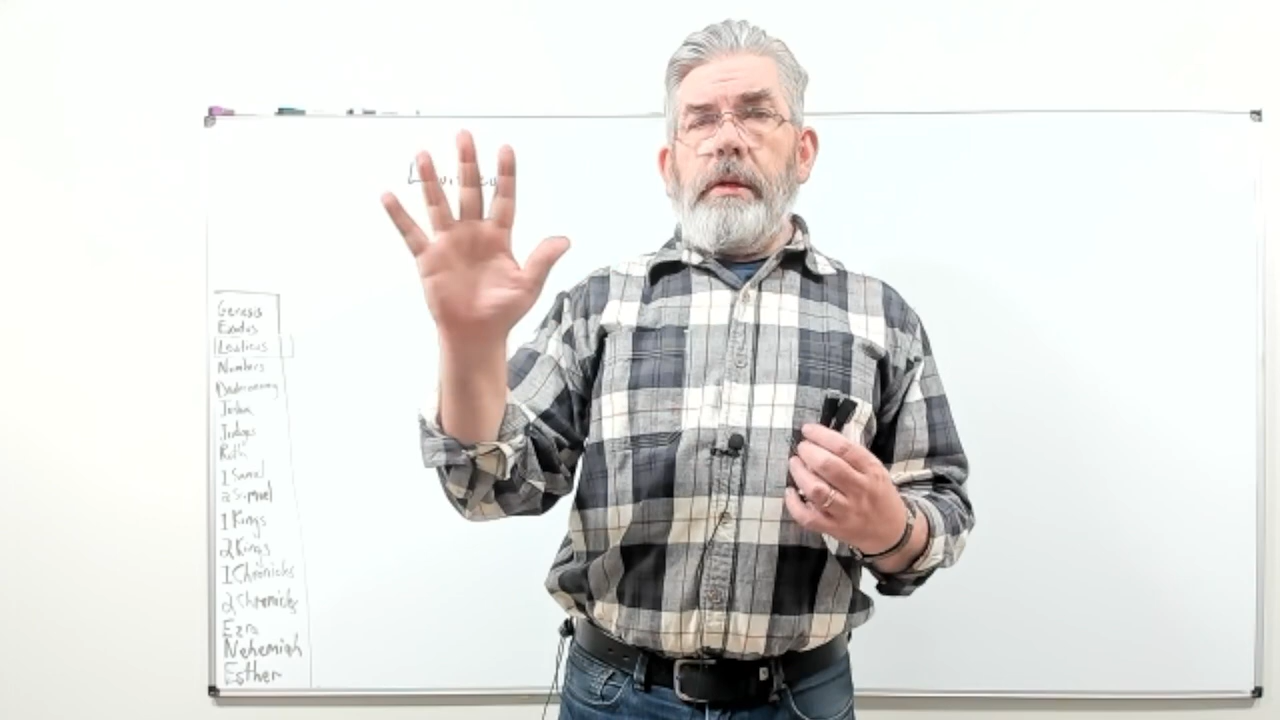 Genesis
Exodus
Leviticus
Numbers
Joshua
Judges
Ruth
1 Samuel
2 Samuel
1 Kings
2 Kings
1 Chronicles
2 Chronicles
Ezra
Nehemiah
Esther